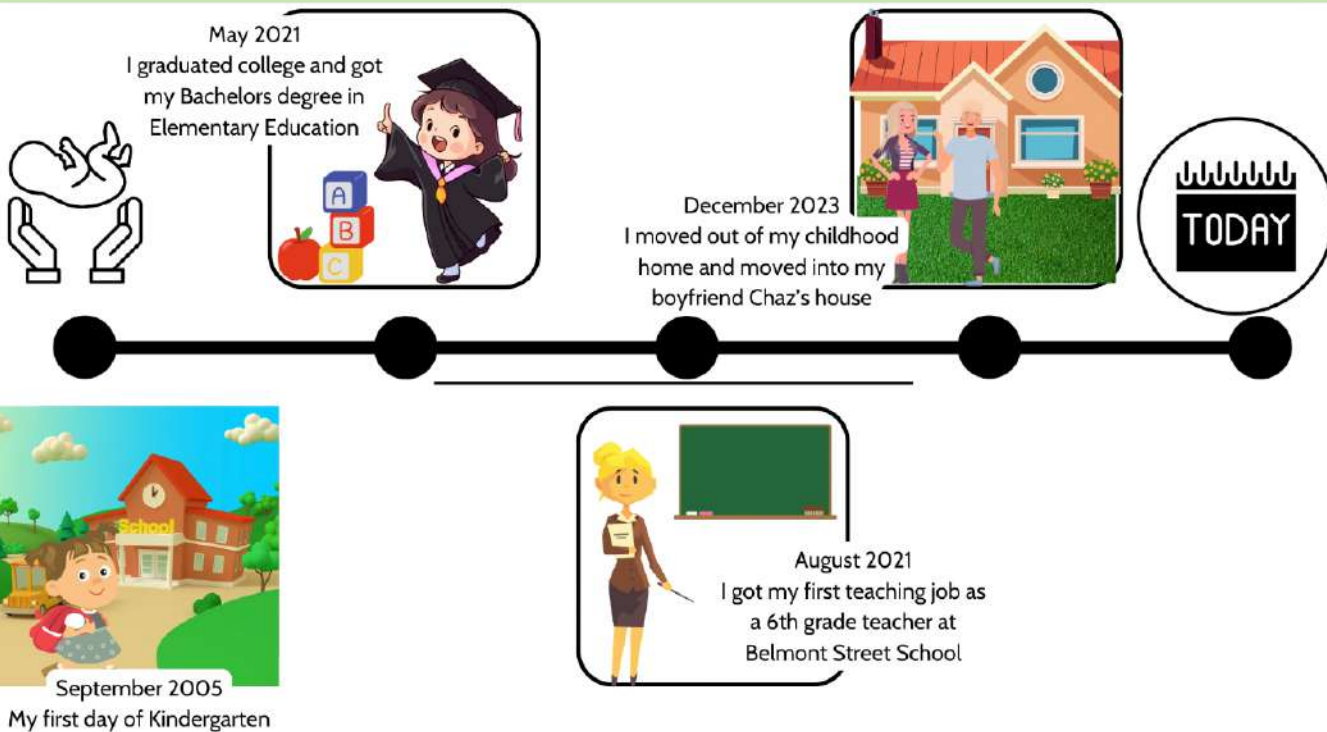 May 2021
I graduated college and got
my Bachelors degree in
Elementary Education
A
B
C
December 2023
I moved out of my childhood
home and moved into my
boyfriend Chaz's house
TODAY
School
September 2005
My first day of Kindergarten
August 2021
I got my first teaching job as
a 6th grade teacher at
Belmont Street School